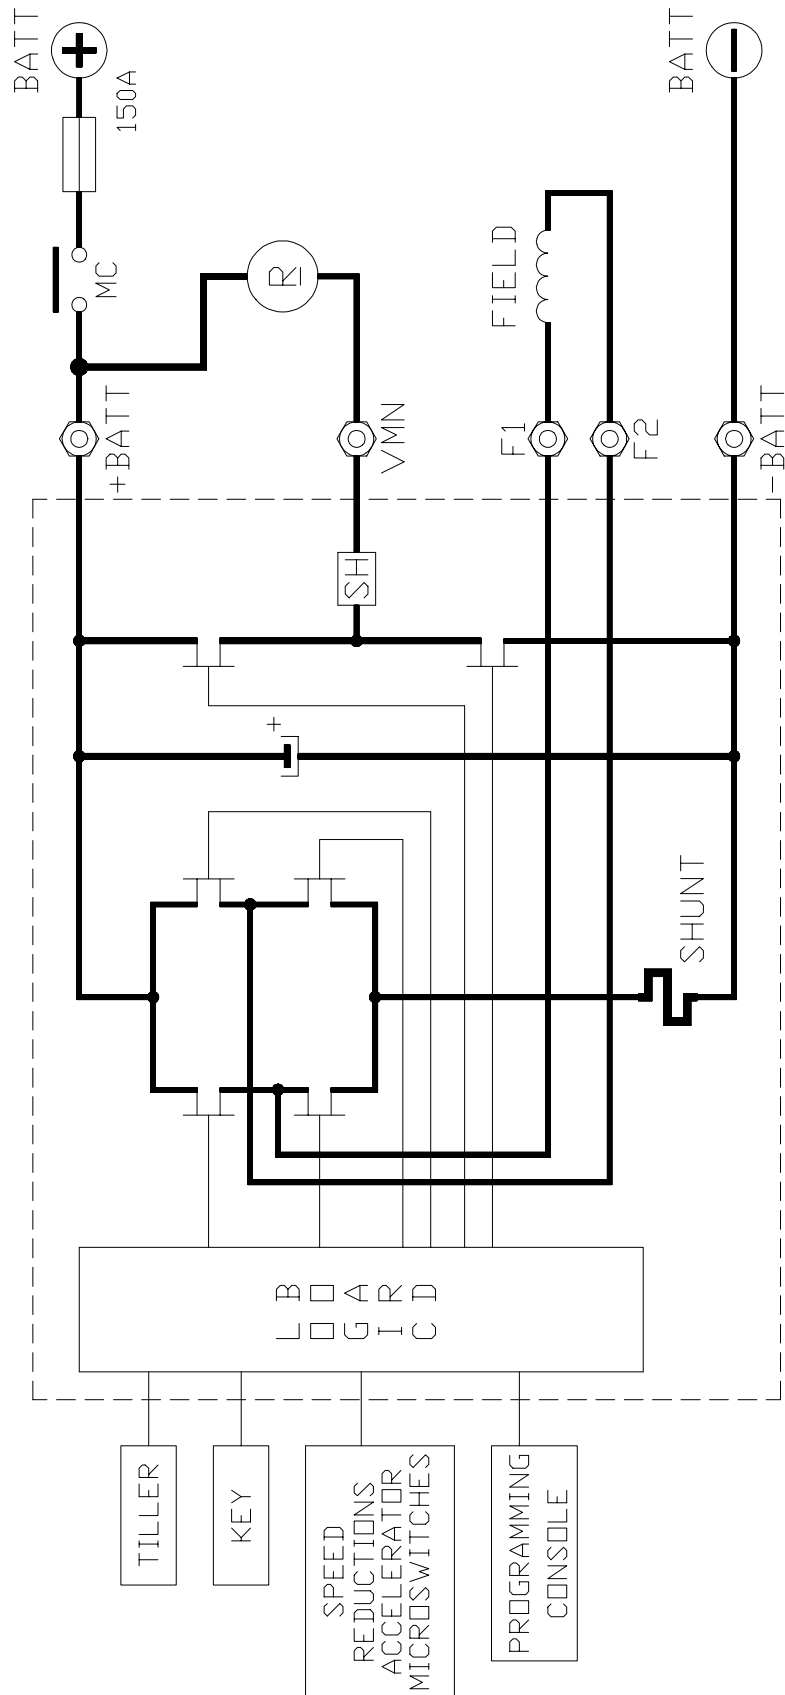 BATT
+
150A
MC
+BATT
R
VMN
SH
+
FIELD
F1
F2
BATT
-
-BATT
SHUNT
LOGIC
BOARD
TILLER
KEY
SPEED
REDUCTIONS
ACCELERATOR
MICROSWITCHES
PROGRAMMING
CONSOLE